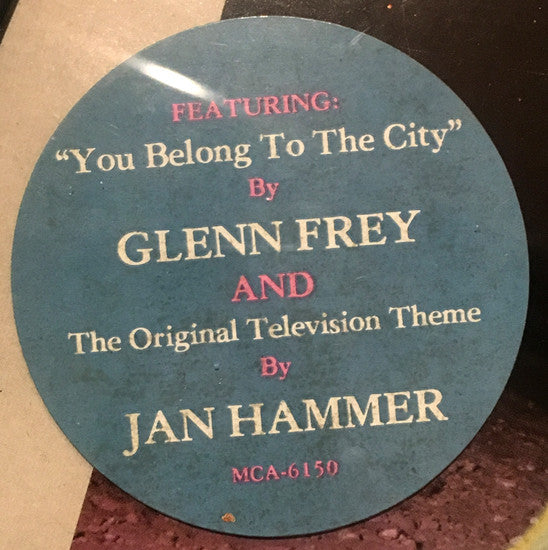 FEATURING:
“You Belong To The City”
By
GLENN FREY
AND
The Original Television Theme
By
JAN HAMMER
MCA-6150